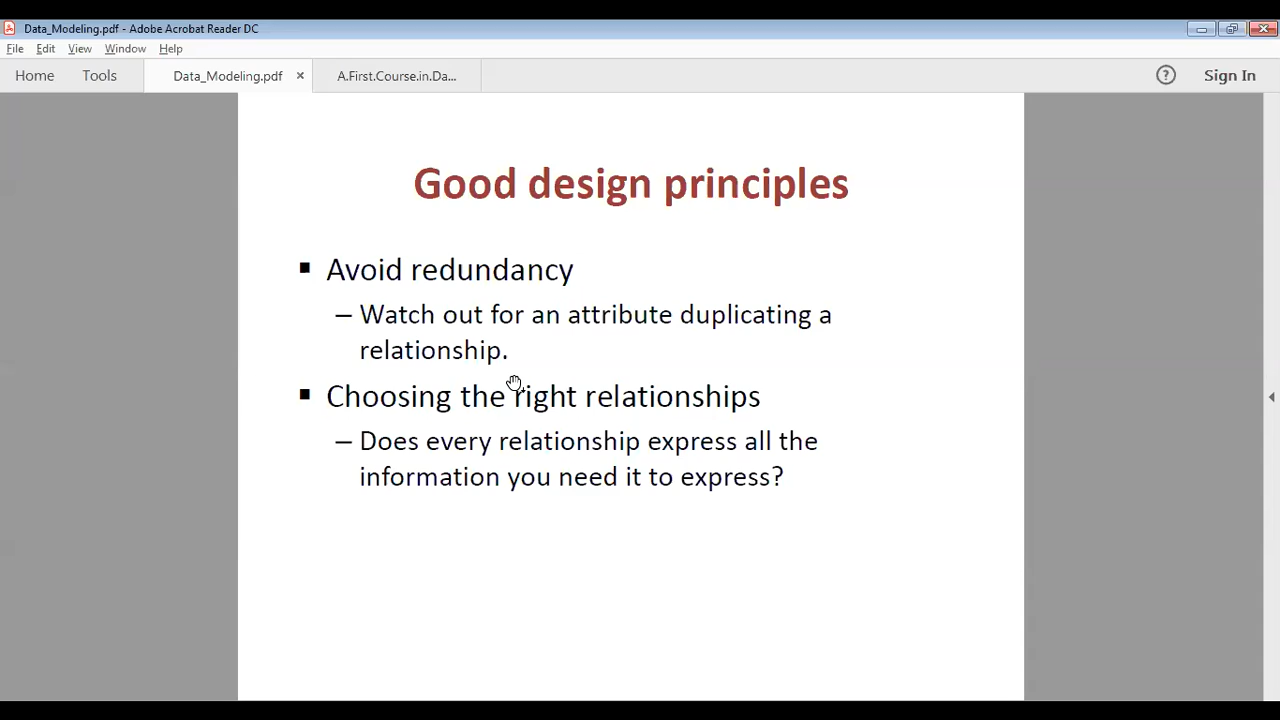 Data_Modeling.pdf - Adobe Acrobat Reader DC
File Edit View Window Help
Home Tools Data_Modeling.pdf × A.First.Course.in.Da... ? Sign In
Good design principles
▪ Avoid redundancy
– Watch out for an attribute duplicating a
relationship.
▪ Choosing the right relationships
– Does every relationship express all the
information you need it to express?